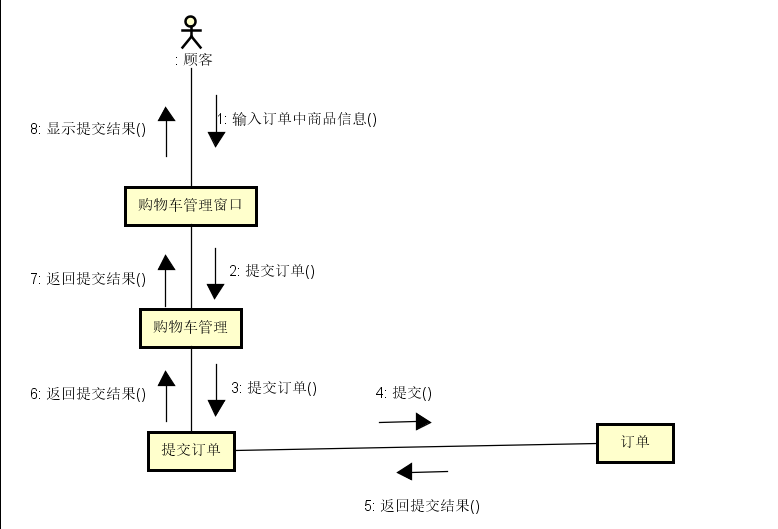 : 顾客
8: 显示提交结果()
1: 输入订单中商品信息()
购物车管理窗口
7: 返回提交结果()
2: 提交订单()
购物车管理
6: 返回提交结果()
3: 提交订单()
4: 提交()
提交订单
订单
5: 返回提交结果()